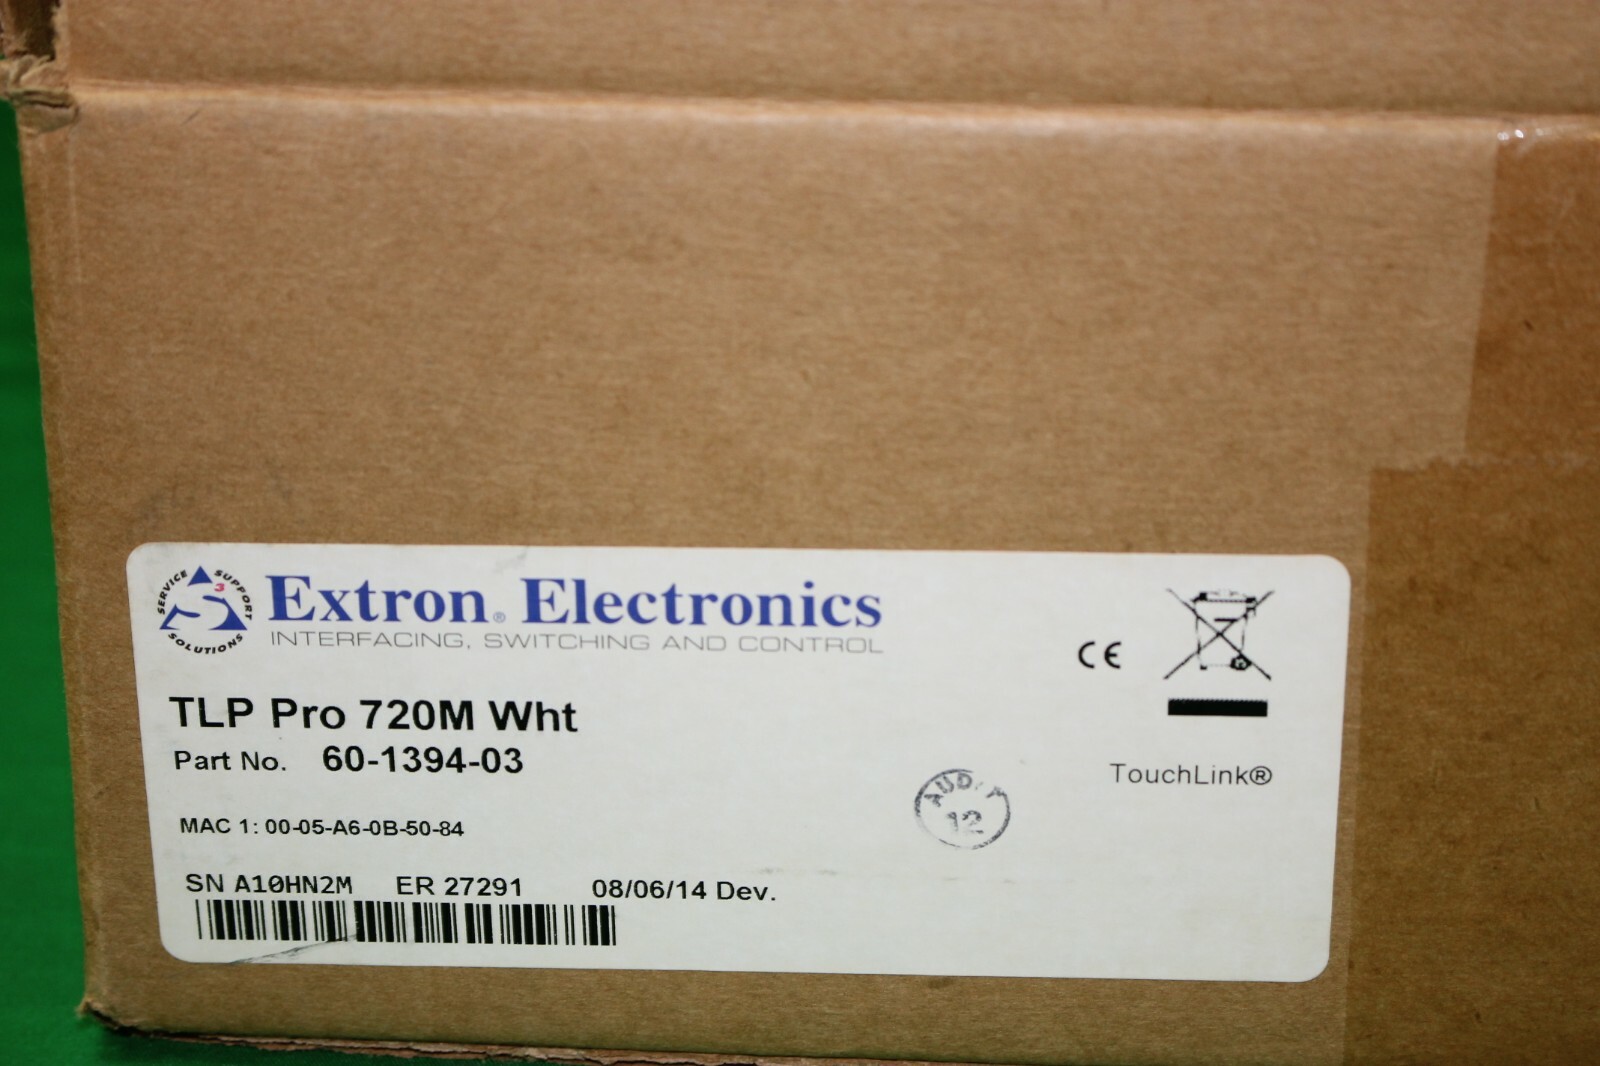 SERVICE SUPPORT SOLUTIONS
3
Extron® Electronics
INTERFACING, SWITCHING AND CONTROL
CE
TLP Pro 720M Wht
Part No. 60-1394-03
TouchLink®
MAC 1: 00-05-A6-0B-50-84
12
SN A10HN2M ER 27291 08/06/14 Dev.